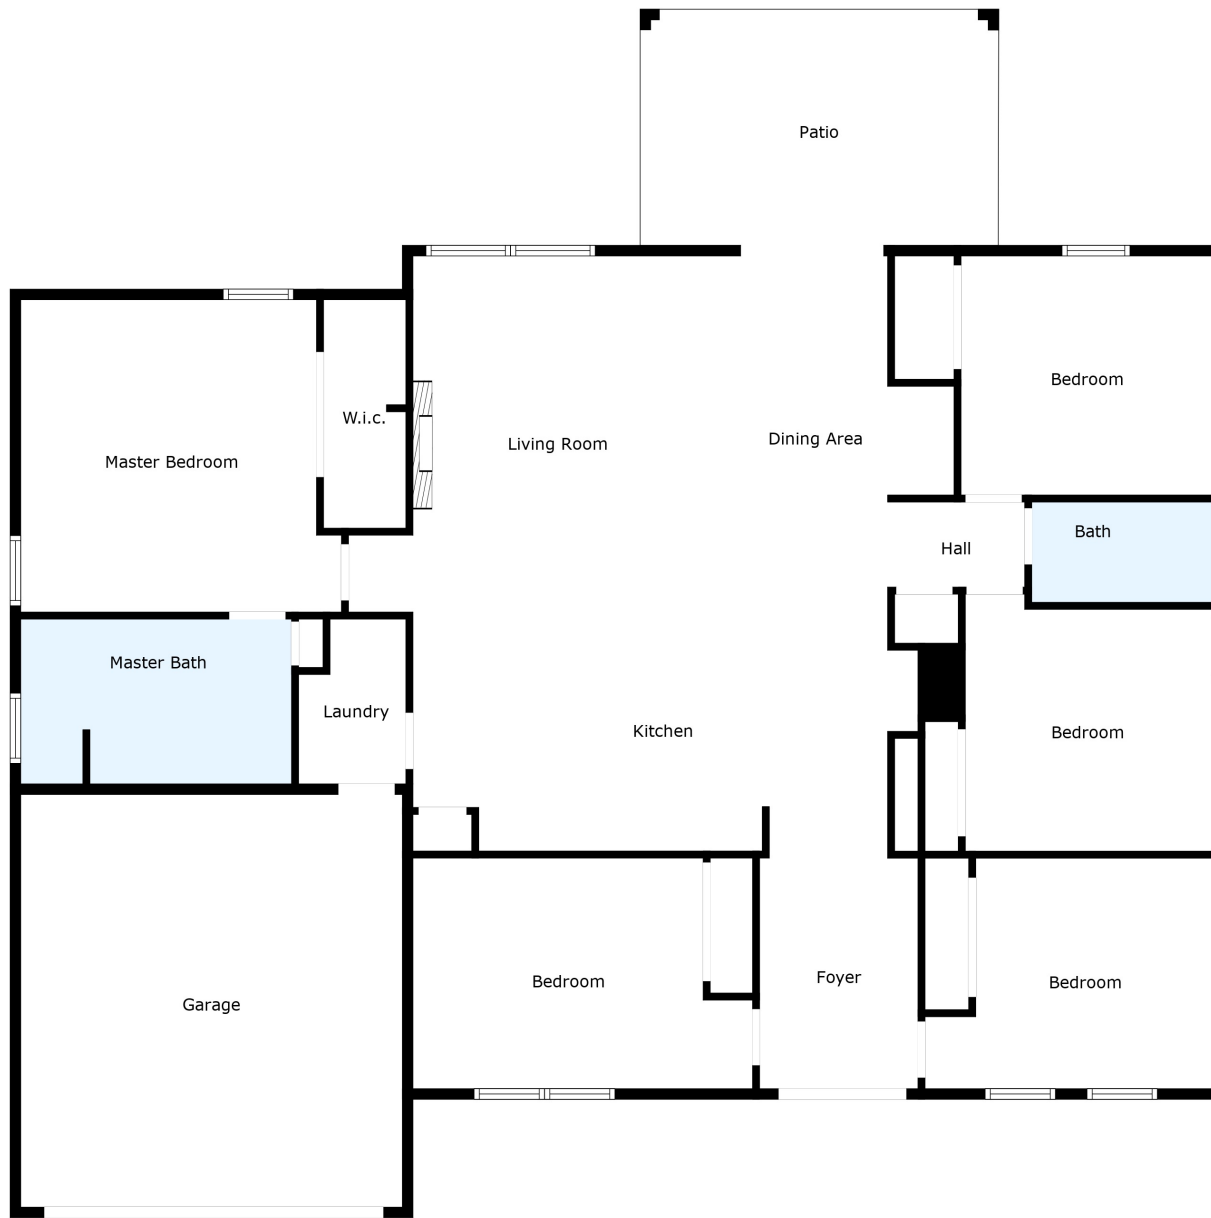 Patio
Bedroom
W.i.c.
Living Room
Dining Area
Master Bedroom
Bath
Hall
Master Bath
Laundry
Kitchen
Bedroom
Bedroom
Foyer
Bedroom
Garage